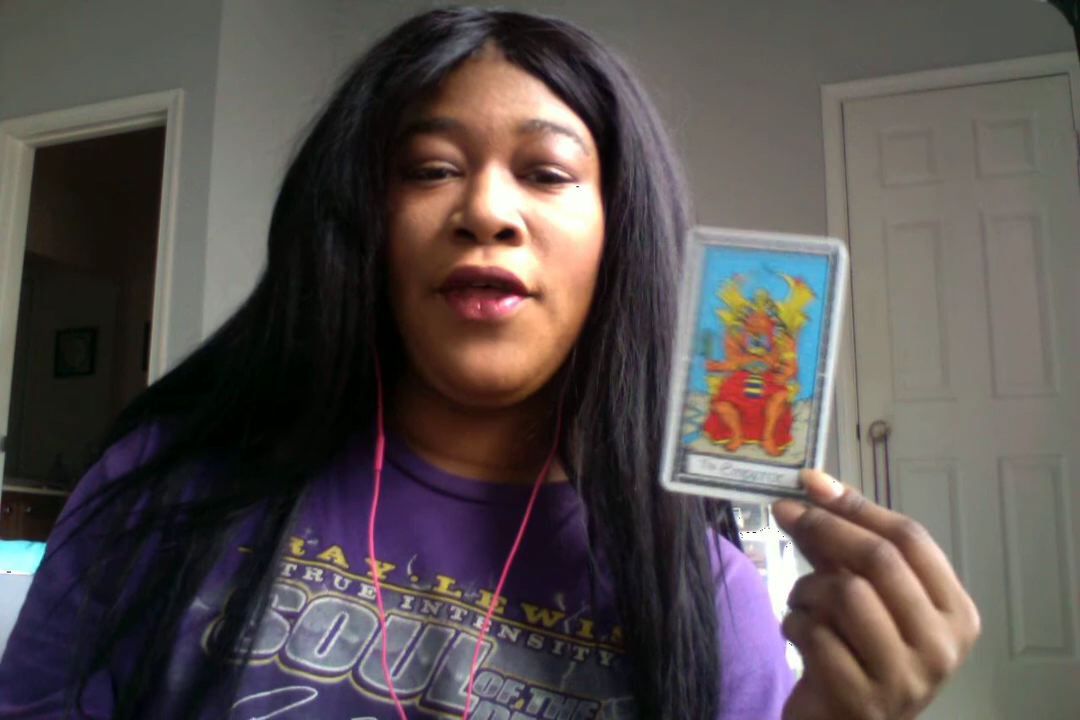 RAY·LEWIS
TRUE INTENSITY
SOUL
OF THE
The Emperor